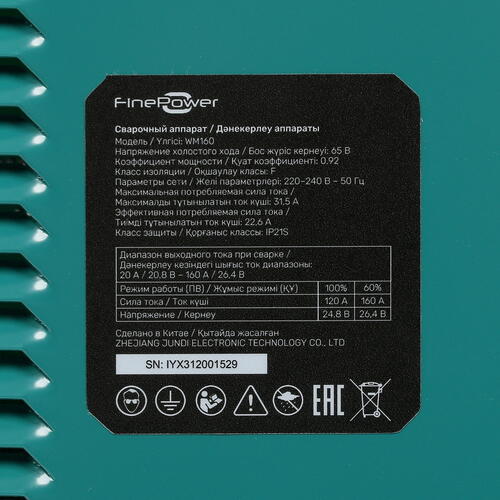 FinePower
Сварочный аппарат / Дәнекерлеу аппараты
Модель / Үлгісі: WM160
Напряжение холостого хода / Бос жүріс кернеуі: 65 В
Коэффициент мощности / Қуат коэффициенті: 0.92
Класс изоляции / Оқшаулау класы: F
Параметры сети / Желі параметрлері: 220-240 В – 50 Гц
Максимальная потребляемая сила тока /
Максималды тұтынылатын ток күші: 31,5 А
Эффективная потребляемая сила тока /
Тиімді тұтынылатын ток күші: 22,6 А
Класс защиты / Қорғаныс классы: IP21S
Диапазон выходного тока при сварке /
Дәнекерлеу кезіндегі шығыс ток диапазоны:
20 А / 20,8 В – 160 А / 26,4 В
Режим работы (ПВ) / Жұмыс режимі (ҚҰ) 100% 60%
Сила тока / Ток күші 120 А 160 А
Напряжение / Кернеу 24,8 В 26,4 В
Сделано в Китае / Қытайда жасалған
ZHEJIANG JUNDI ELECTRONIC TECHNOLOGY CO., LTD
SN: IYX312001529
EAC